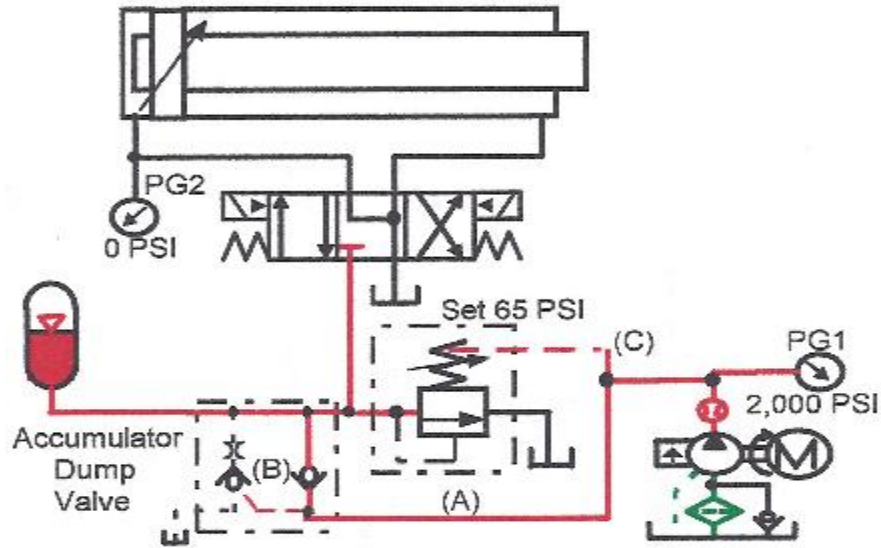 PG2
0 PSI
Set 65 PSI
(C)
PG1
2,000 PSI
M
Accumulator
Dump
Valve
(B)
(A)